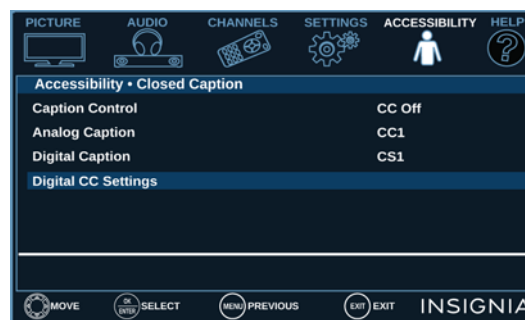 PICTURE AUDIO CHANNELS SETTINGS ACCESSIBILITY HELP
?
Accessibility • Closed Caption
Caption Control CC Off
Analog Caption CC1
Digital Caption CS1
Digital CC Settings
MOVE OK ENTER SELECT MENU PREVIOUS EXIT EXIT INSIGNIA